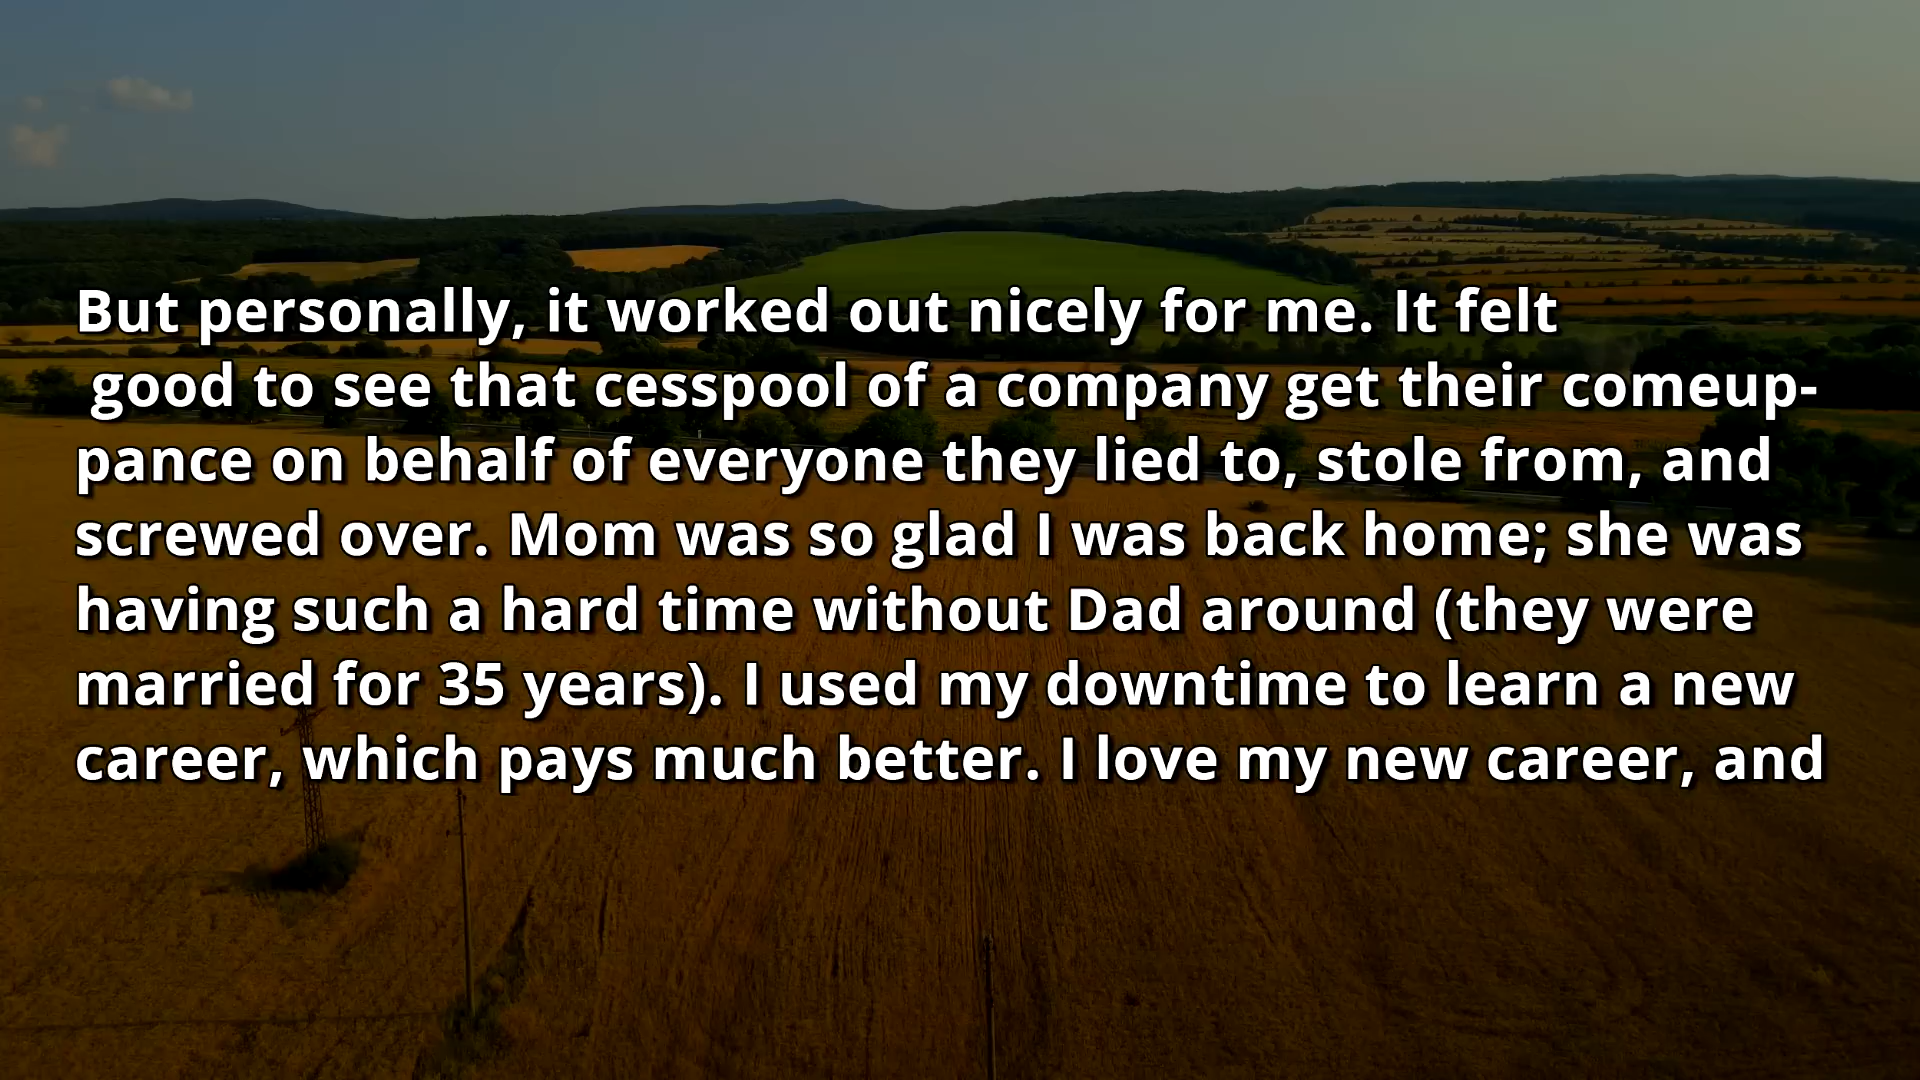 But personally, it worked out nicely for me. It felt
good to see that cesspool of a company get their comeup-
pance on behalf of everyone they lied to, stole from, and
screwed over. Mom was so glad I was back home; she was
having such a hard time without Dad around (they were
married for 35 years). I used my downtime to learn a new
career, which pays much better. I love my new career, and